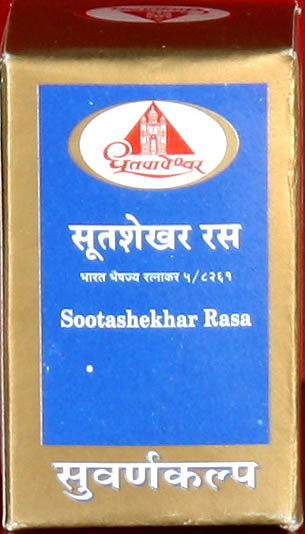 धूतपापेश्वर
सूतशेखर रस
भारत भैषज्य रत्नाकर ५/८२६१
Sootashekhar Rasa
सुवर्णकल्प